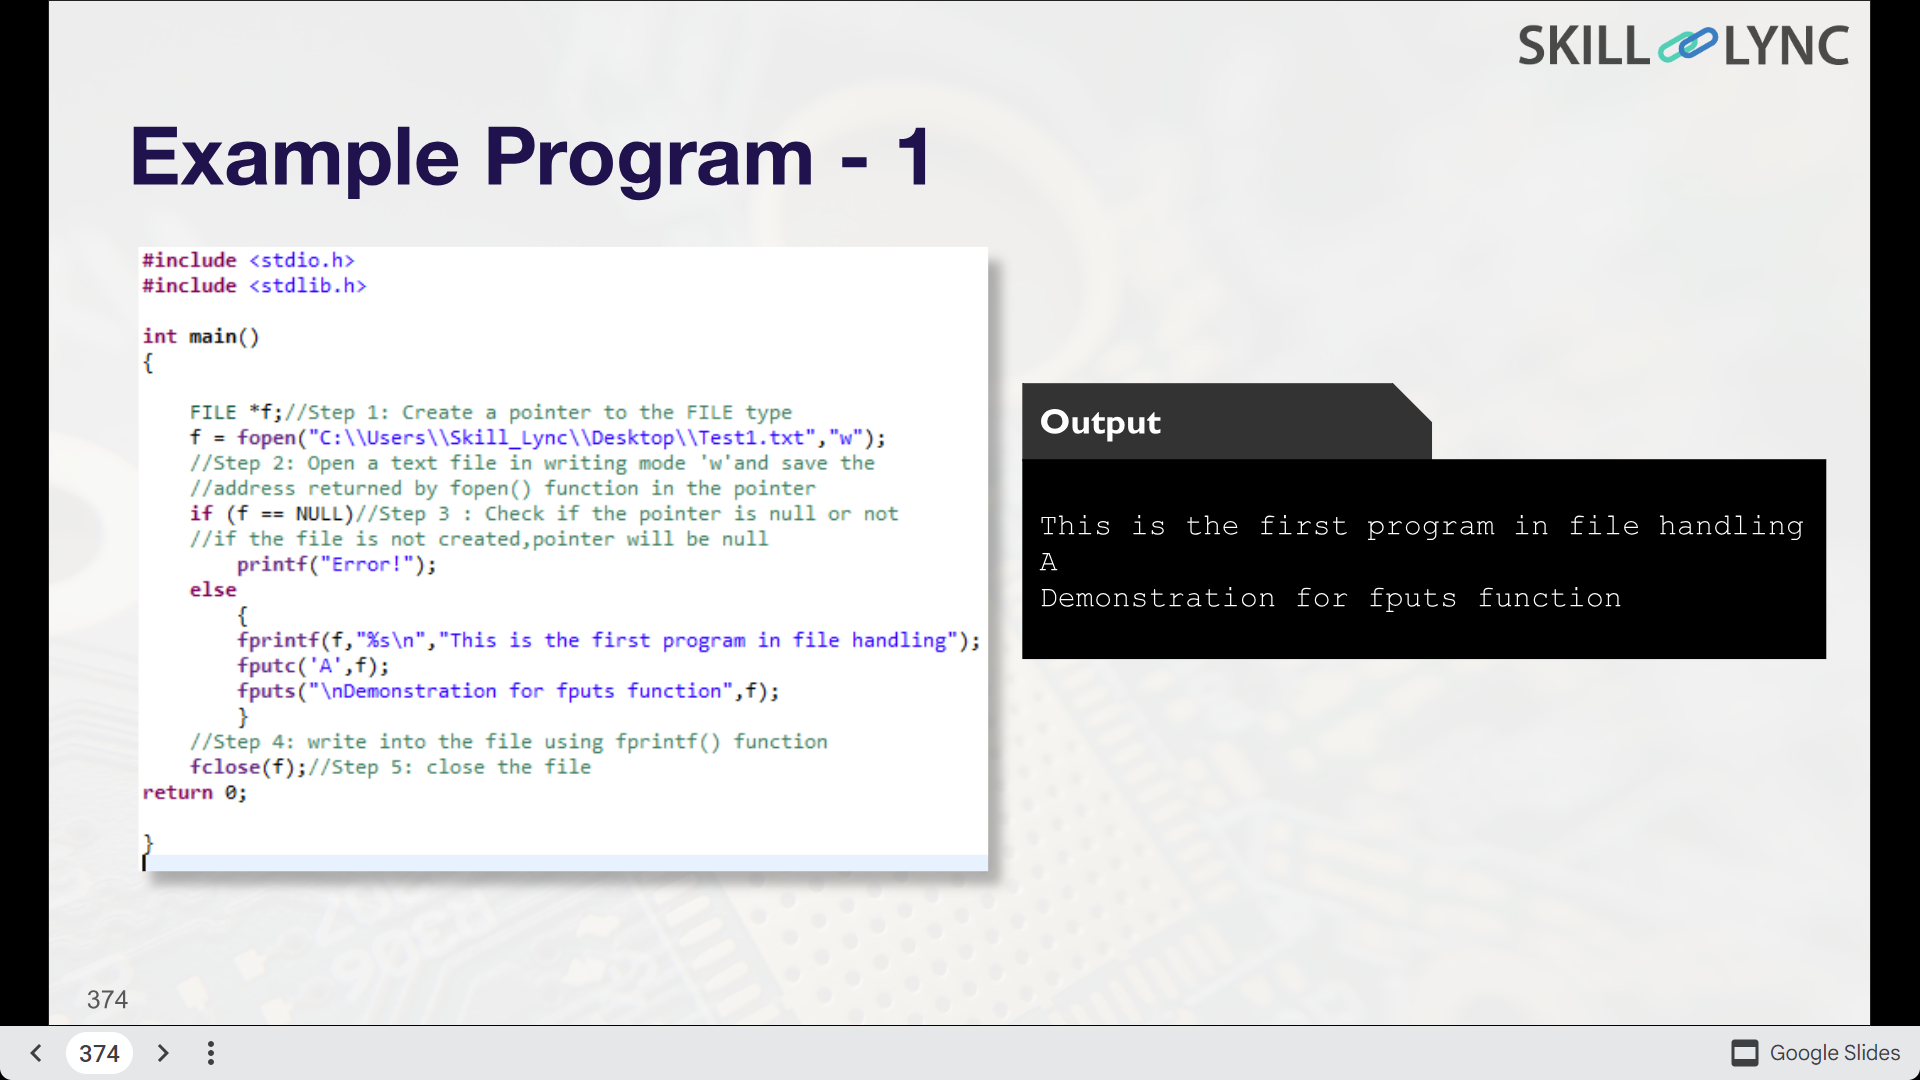 SKILL LYNC
Example Program - 1
#include <stdio.h>
#include <stdlib.h>
int main()
{
FILE *f;//Step 1: Create a pointer to the FILE type
f = fopen("C:\\Users\\Skill_Lync\\Desktop\\Test1.txt","w");
//Step 2: Open a text file in writing mode 'w'and save the
//address returned by fopen() function in the pointer
if (f == NULL)//Step 3 : Check if the pointer is null or not
//if the file is not created,pointer will be null
printf("Error!");
else
{
fprintf(f,"%s\n","This is the first program in file handling");
fputc('A',f);
fputs("\nDemonstration for fputs function",f);
}
//Step 4: write into the file using fprintf() function
fclose(f);//Step 5: close the file
return 0;
}
Output
This is the first program in file handling
A
Demonstration for fputs function
374
374
Google Slides